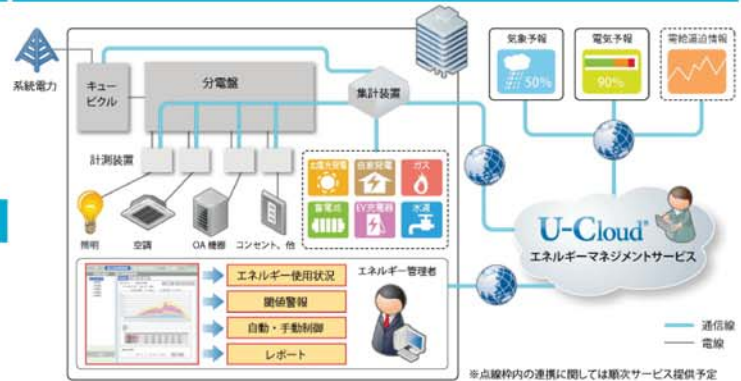 系統電力
キュー
ビクル
分電盤
集計装置
気象予報
50%
電気予報
90%
需給逼迫情報
計測装置
照明
空調
OA 機器
コンセント、他
太陽光発電
自家発電
ガス
蓄電池
EV充電器
水道
U-Cloud®
エネルギーマネジメントサービス
エネルギー使用状況
閾値警報
自動・手動制御
レポート
エネルギー管理者
通信線
電線
※点線枠内の連携に関しては順次サービス提供予定